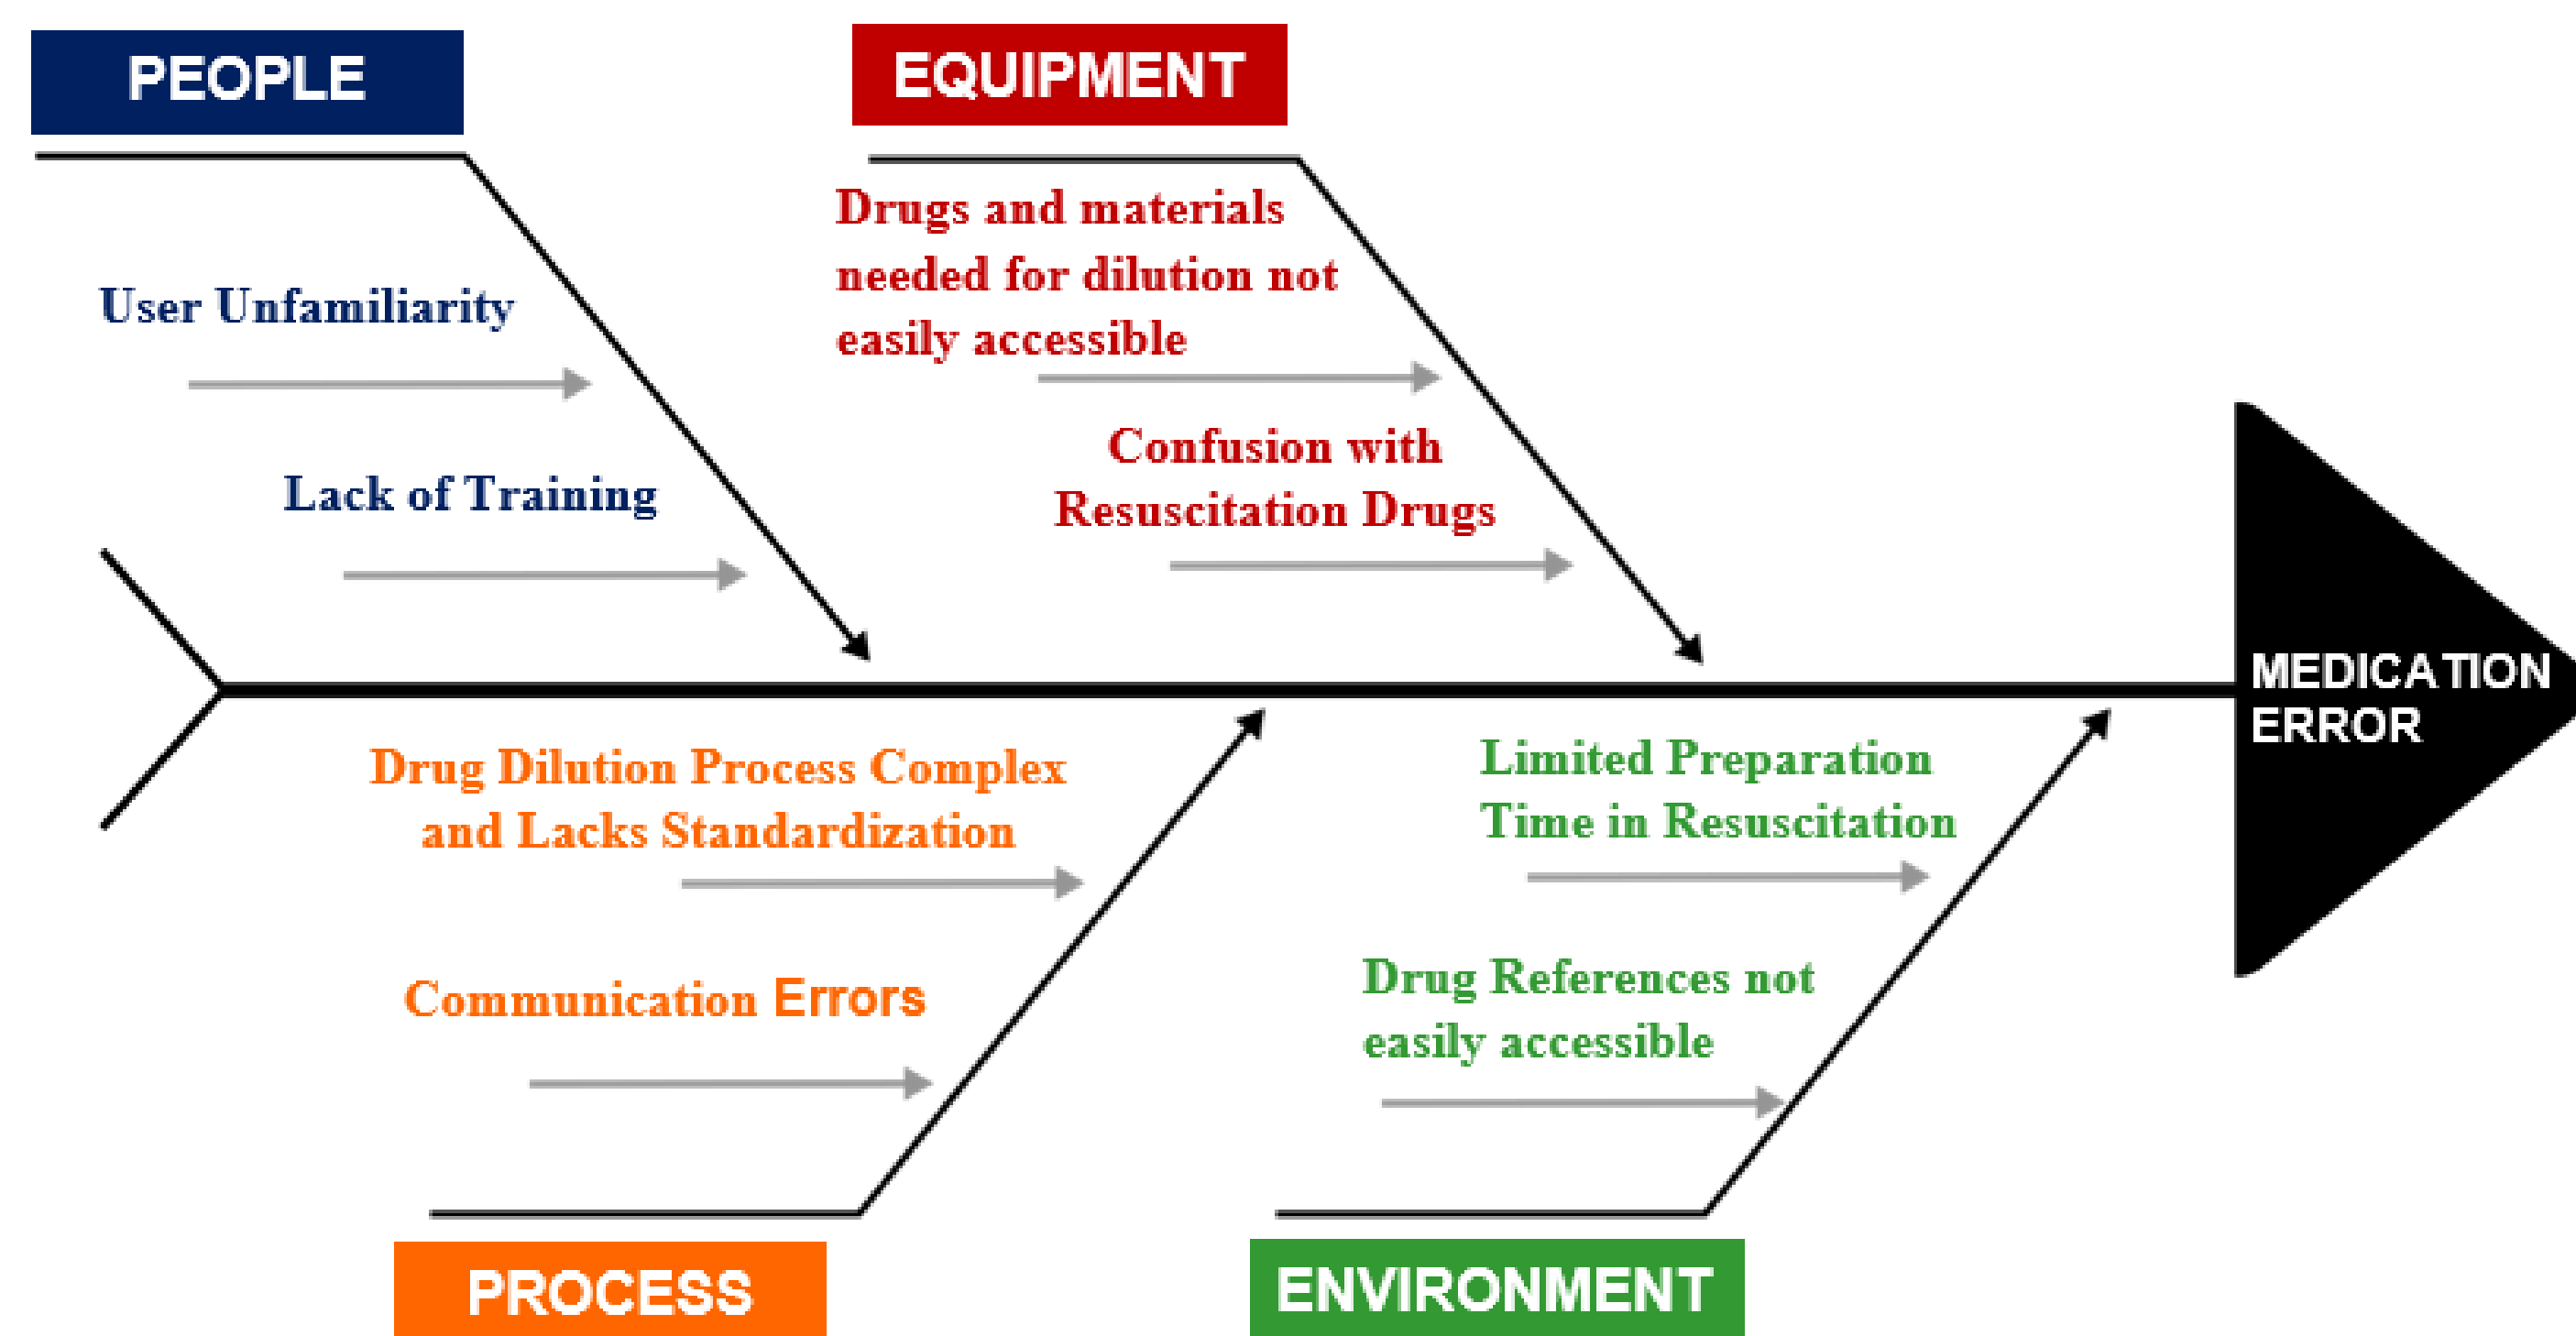 PEOPLE
EQUIPMENT
User Unfamiliarity
Lack of Training
Drugs and materials
needed for dilution not
easily accessible
Confusion with
Resuscitation Drugs
MEDICATION
ERROR
Drug Dilution Process Complex
and Lacks Standardization
Communication Errors
Limited Preparation
Time in Resuscitation
Drug References not
easily accessible
PROCESS
ENVIRONMENT